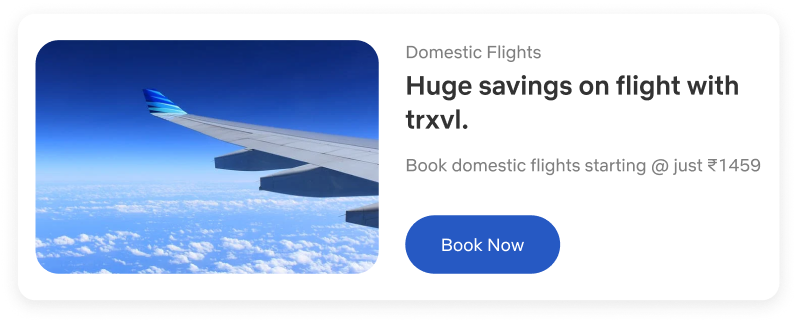 Domestic Flights
Huge savings on flight with
trxvl.
Book domestic flights starting @ just ₹1459
Book Now